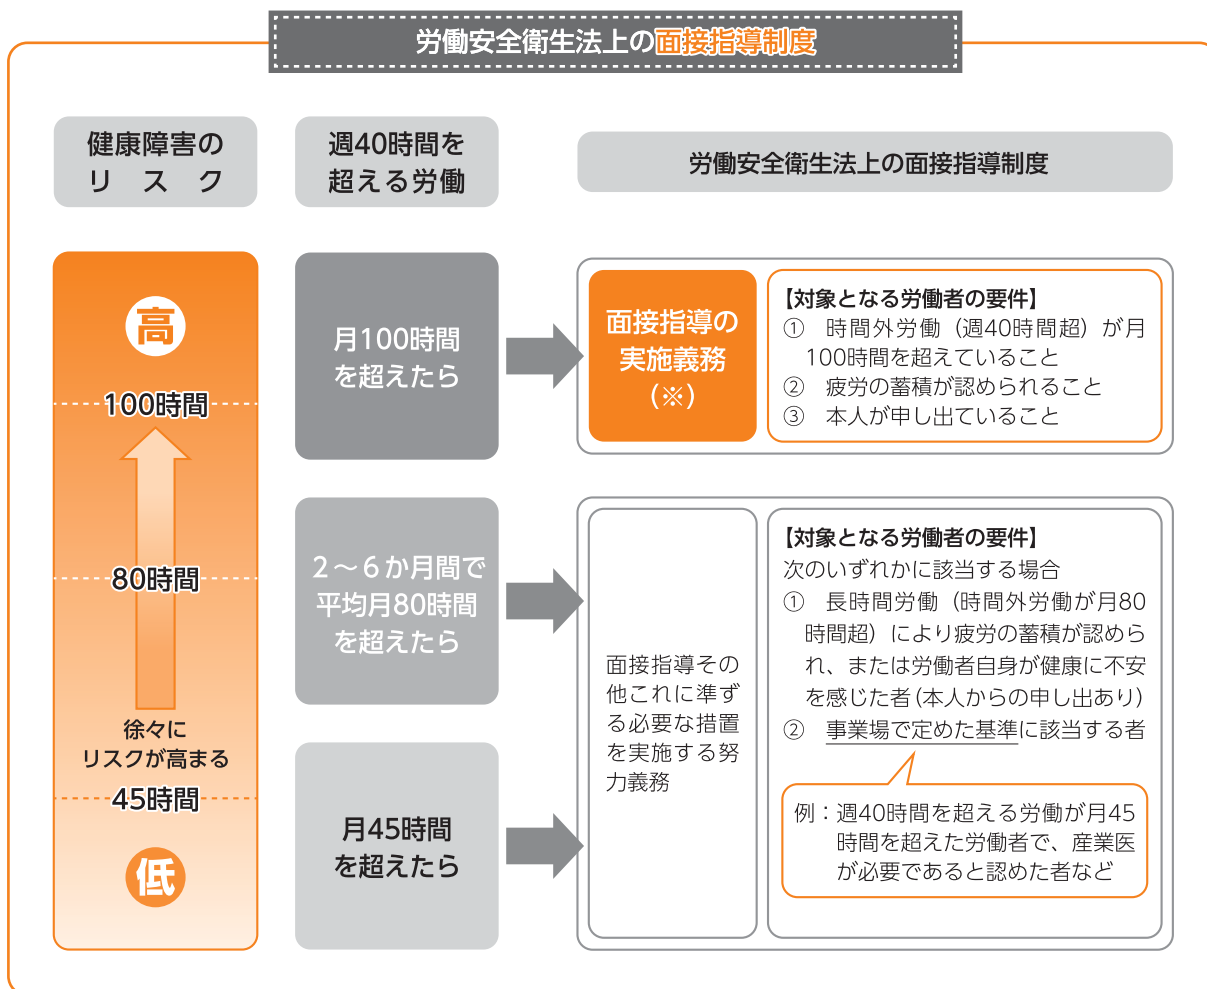 労働安全衛生法上の面接指導制度
健康障害の
リスク
週40時間を
超える労働
労働安全衛生法上の面接指導制度
高
100時間
80時間
徐々に
リスクが高まる
45時間
低
月100時間
を超えたら
面接指導の
実施義務
(※)
【対象となる労働者の要件】
① 時間外労働（週40時間超）が月
100時間を超えていること
② 疲労の蓄積が認められること
③ 本人が申し出ていること
２～６か月間で
平均月80時間
を超えたら
月45時間
を超えたら
面接指導その
他これに準ず
る必要な措置
を実施する努
力義務
【対象となる労働者の要件】
次のいずれかに該当する場合
① 長時間労働（時間外労働が月80
時間超）により疲労の蓄積が認めら
れ、または労働者自身が健康に不安
を感じた者（本人からの申し出あり）
② 事業場で定めた基準に該当する者
例：週40時間を超える労働が月45
時間を超えた労働者で、産業医
が必要であると認めた者など